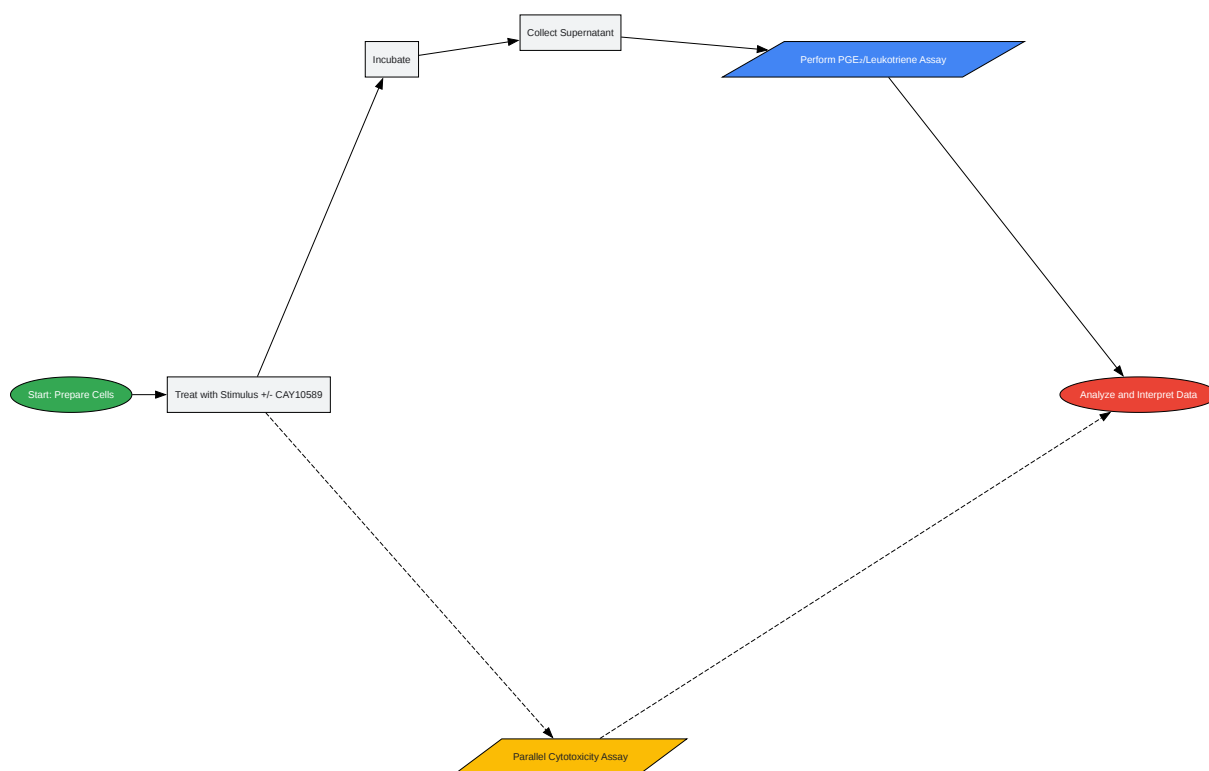 Start: Prepare Cells
Treat with Stimulus +/- CAY10589
Incubate
Collect Supernatant
Perform PGE₂/Leukotriene Assay
Analyze and Interpret Data
Parallel Cytotoxicity Assay